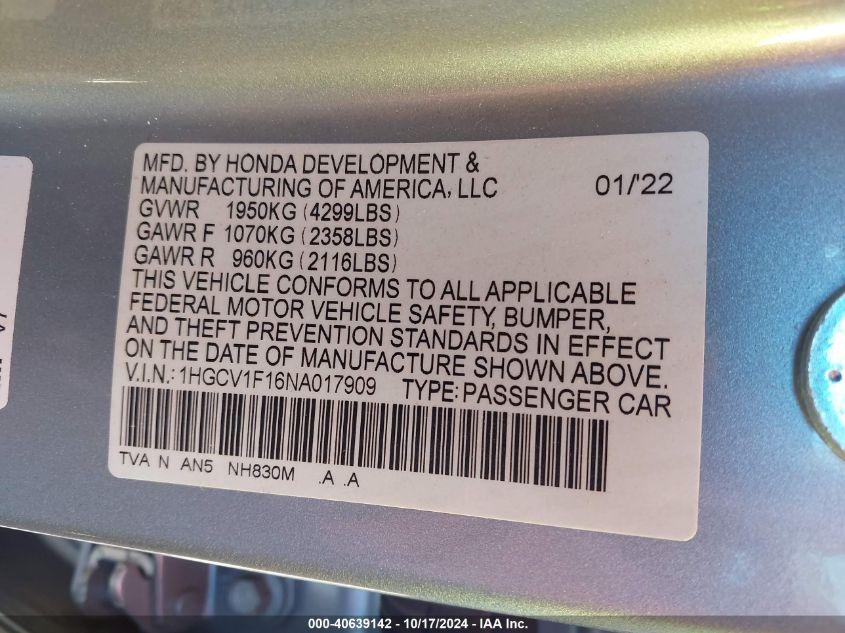 MFD. BY HONDA DEVELOPMENT &
MANUFACTURING OF AMERICA, LLC 01/'22
GVWR 1950KG (4299LBS)
GAWR F 1070KG (2358LBS)
GAWR R 960KG (2116LBS)
THIS VEHICLE CONFORMS TO ALL APPLICABLE
FEDERAL MOTOR VEHICLE SAFETY, BUMPER,
AND THEFT PREVENTION STANDARDS IN EFFECT
ON THE DATE OF MANUFACTURE SHOWN ABOVE.
V.I.N.: 1HGCV1F16NA017909 TYPE: PASSENGER CAR
TVA N AN5 NH830M .A .A
000-40639142 - 10/17/2024 - IAA Inc.